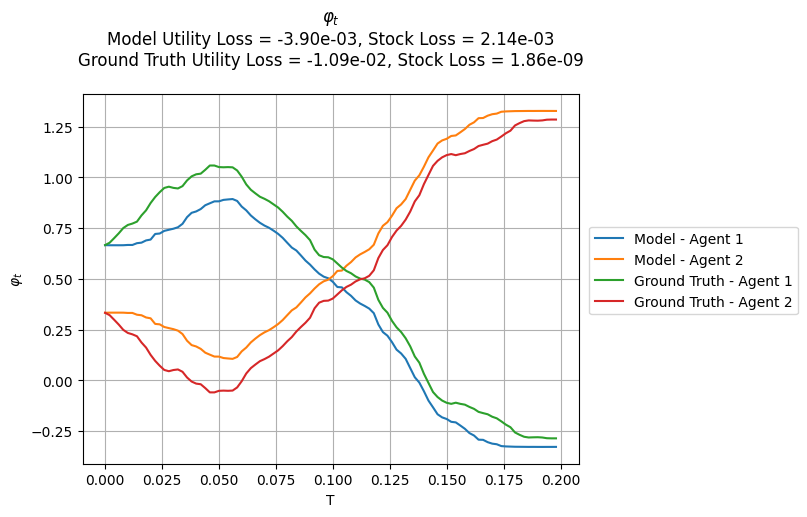 φₜ
Model Utility Loss = -3.90e-03, Stock Loss = 2.14e-03
Ground Truth Utility Loss = -1.09e-02, Stock Loss = 1.86e-09
φₜ
1.25
1.00
0.75
0.50
0.25
0.00
−0.25
0.000 0.025 0.050 0.075 0.100 0.125 0.150 0.175 0.200
T
Model - Agent 1
Model - Agent 2
Ground Truth - Agent 1
Ground Truth - Agent 2